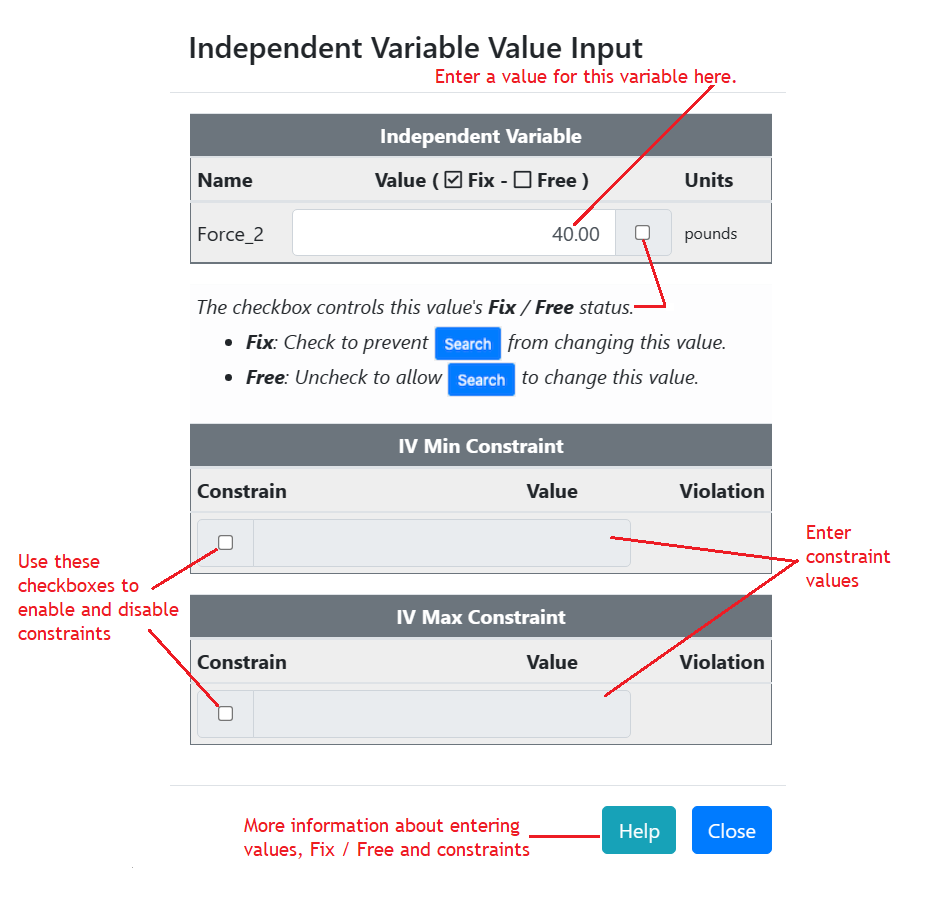 Independent Variable Value Input
Enter a value for this variable here.
Independent Variable
Name Value ( ☑ Fix - ☐ Free ) Units
Force_2 40.00 pounds
The checkbox controls this value's Fix / Free status.
• Fix: Check to prevent Search from changing this value.
• Free: Uncheck to allow Search to change this value.
IV Min Constraint
Constrain Value Violation
Enter
constraint
values
Use these
checkboxes to
enable and disable
constraints
IV Max Constraint
Constrain Value Violation
More information about entering
values, Fix / Free and constraints
Help Close